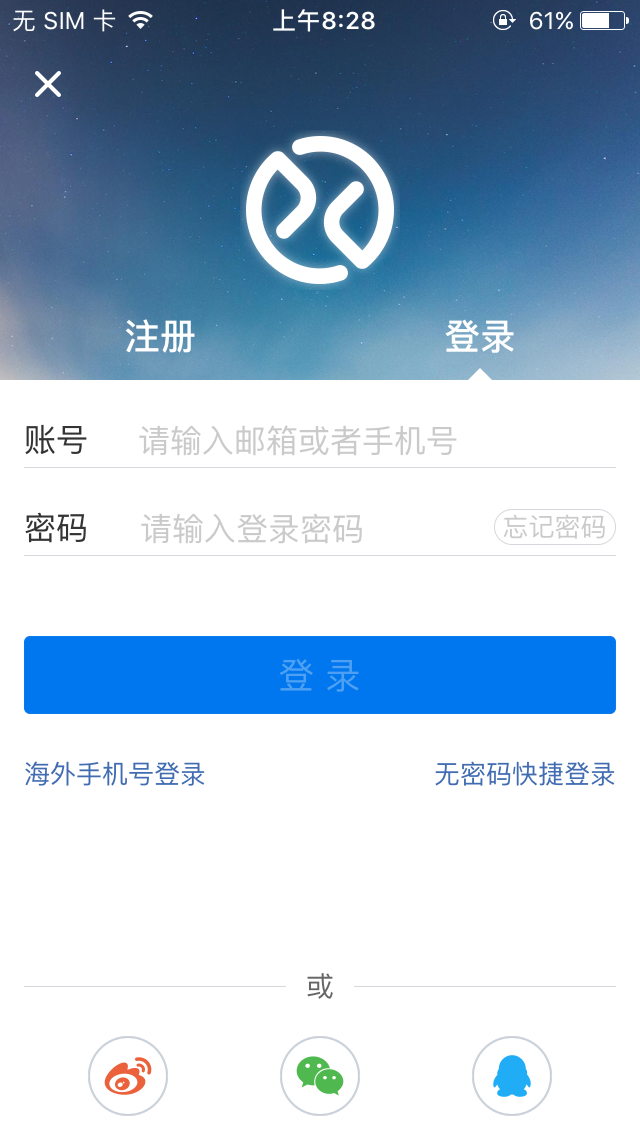 无 SIM 卡 上午8:28 61%
注册 登录
账号 请输入邮箱或者手机号
密码 请输入登录密码 忘记密码
登 录
海外手机号登录 无密码快捷登录
或